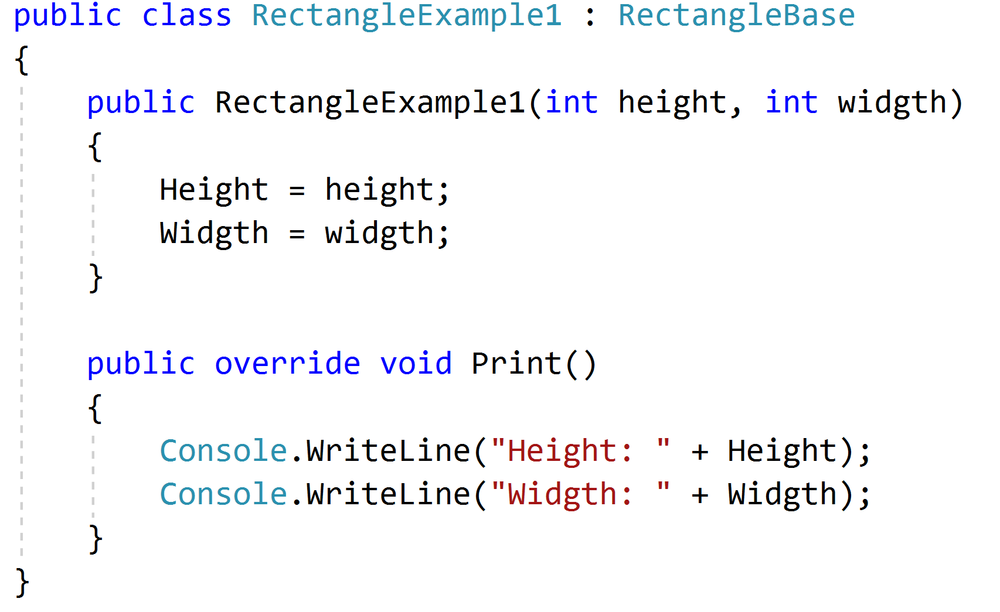 public class RectangleExample1 : RectangleBase
{
    public RectangleExample1(int height, int widgth)
    {
        Height = height;
        Widgth = widgth;
    }

    public override void Print()
    {
        Console.WriteLine("Height: " + Height);
        Console.WriteLine("Widgth: " + Widgth);
    }
}